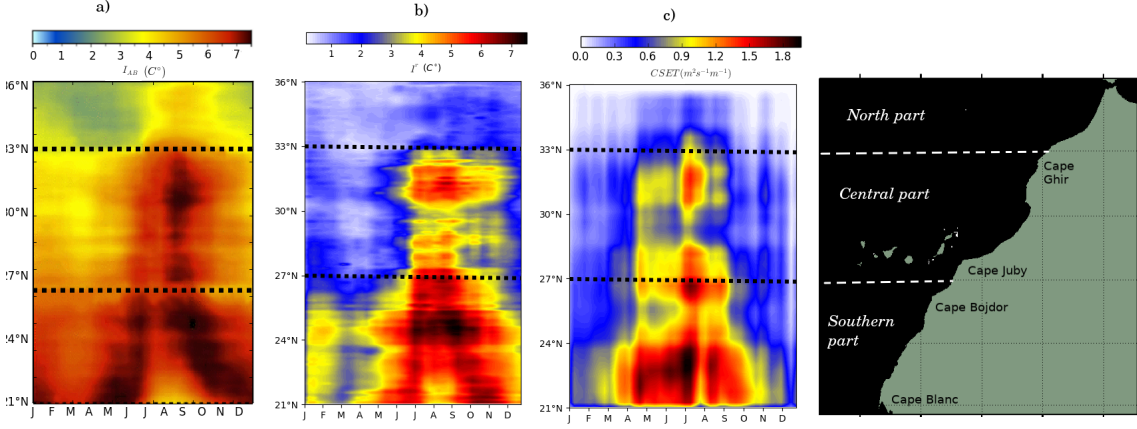 a)
0 1 2 3 4 5 6 7
I_AB (C°)
36°N
33°N
30°N
27°N
24°N
21°N
J F M A M J J A S O N D
b)
1 2 3 4 5 6 7
I^r (C°)
36°N
33°N
30°N
27°N
24°N
21°N
J F M A M J J A S O N D
c)
0.0 0.3 0.6 0.9 1.2 1.5 1.8
CSET(m²s⁻¹m⁻¹)
36°N
33°N
30°N
27°N
24°N
21°N
J F M A M J J A S O N D
North part
Cape
Ghir
Central part
Cape Juby
Cape Bojdor
Southern
part
Cape Blanc